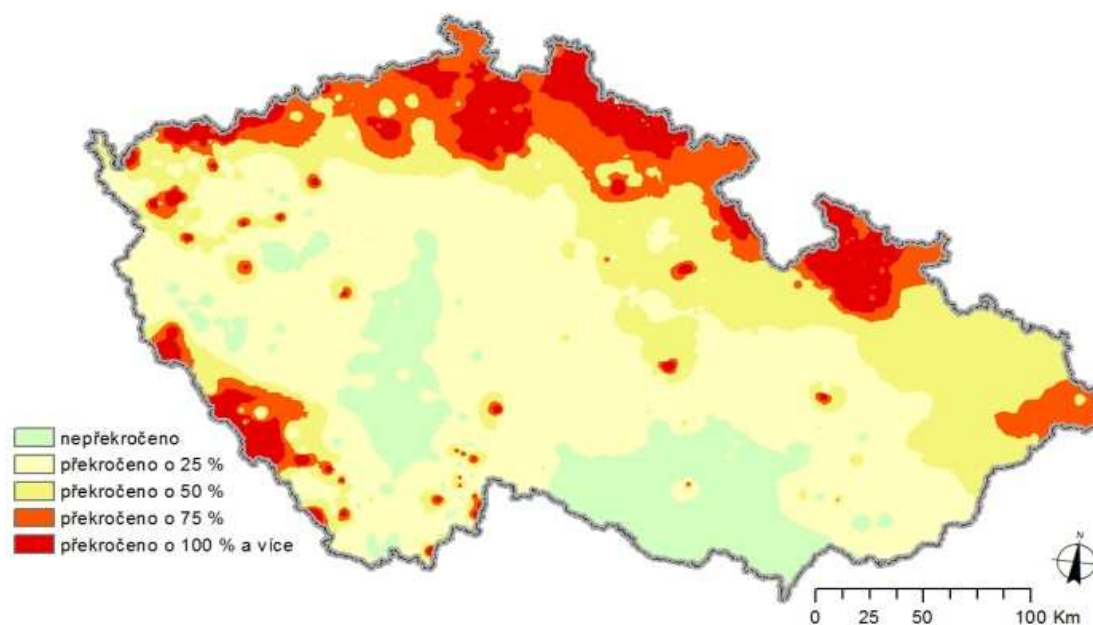 nepřekročeno
překročeno o 25 %
překročeno o 50 %
překročeno o 75 %
překročeno o 100 % a více
N
0 25 50 100 Km